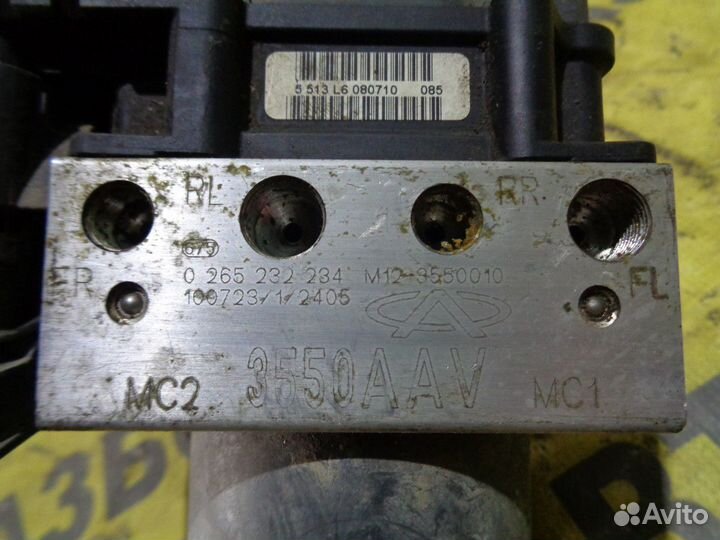 5 513 L6 080710 085
RL RR
679
0 265 232 234 M12-3550010
FR FL
100723/1/2405
3550AAV
MC2 MC1
Avito